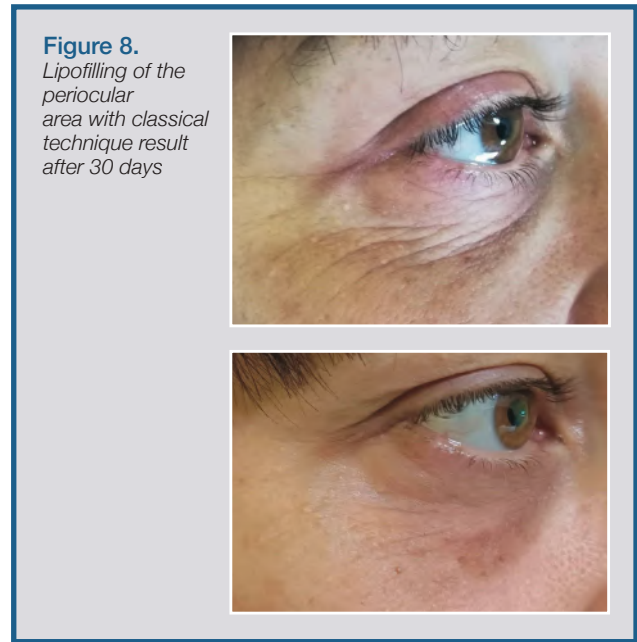 Figure 8.
Lipofilling of the
periocular
area with classical
technique result
after 30 days